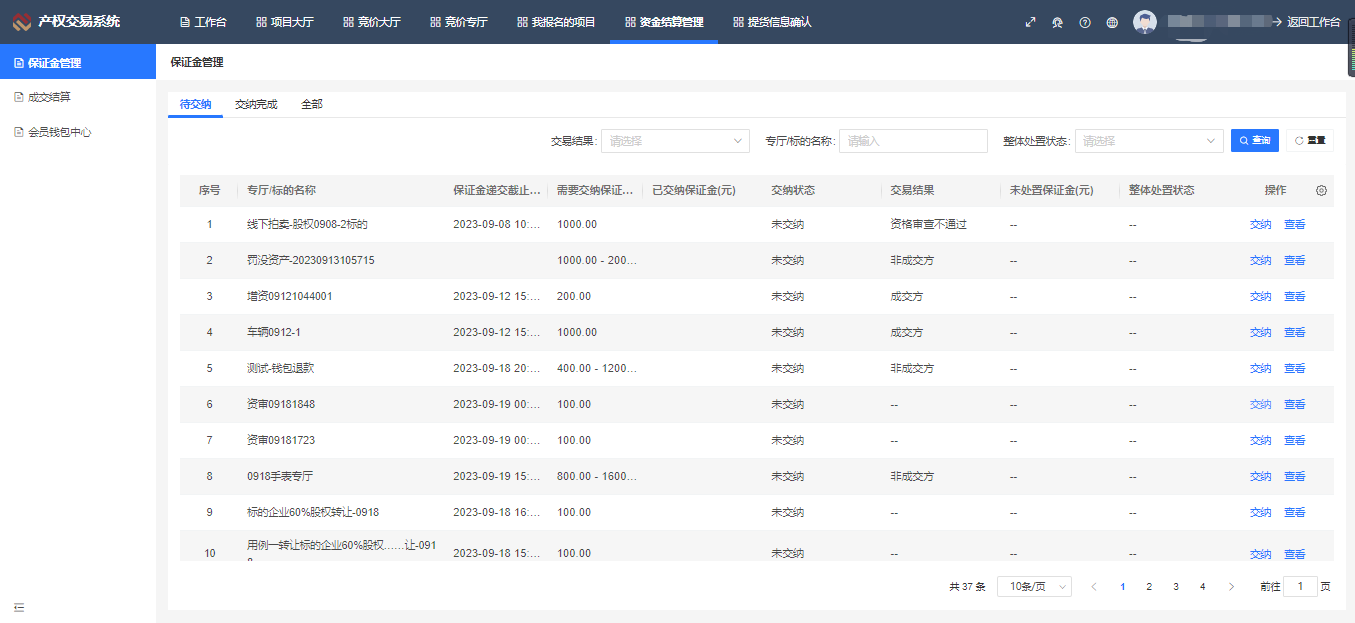 产权交易系统 工作台 项目大厅 竞价大厅 竞价专厅 我报名的项目 资金结算管理 提货信息确认 返回工作台
保证金管理
成交结算
会员钱包中心
保证金管理
待交纳 交纳完成 全部
交易结果: 请选择 专厅/标的名称: 请输入 整体处置状态: 请选择 查询 重置
序号 专厅/标的名称 保证金递交截止... 需要交纳保证... 已交纳保证金(元) 交纳状态 交易结果 未处置保证金(元) 整体处置状态 操作
1 线下拍卖-股权0908-2标的 2023-09-08 10:... 1000.00 未交纳 资格审查不通过 -- -- 交纳 查看
2 罚没资产-20230913105715 1000.00 - 200... 未交纳 非成交方 -- -- 交纳 查看
3 增资09121044001 2023-09-12 15:... 200.00 未交纳 成交方 -- -- 交纳 查看
4 车辆0912-1 2023-09-12 15:... 1000.00 未交纳 成交方 -- -- 交纳 查看
5 测试-钱包退款 2023-09-18 20:... 400.00 - 1200... 未交纳 非成交方 -- -- 交纳 查看
6 资审09181848 2023-09-19 00:... 100.00 未交纳 -- -- -- 交纳 查看
7 资审09181723 2023-09-19 00:... 100.00 未交纳 -- -- -- 交纳 查看
8 0918手表专厅 2023-09-19 15:... 800.00 - 1600... 未交纳 非成交方 -- -- 交纳 查看
9 标的企业60%股权转让-0918 2023-09-18 16:... 100.00 未交纳 -- -- -- 交纳 查看
10 用例一转让标的企业60%股权……让-091 2023-09-18 15:... 100.00 未交纳 -- -- -- 交纳 查看
共 37 条 10条/页 1 2 3 4 前往 1 页